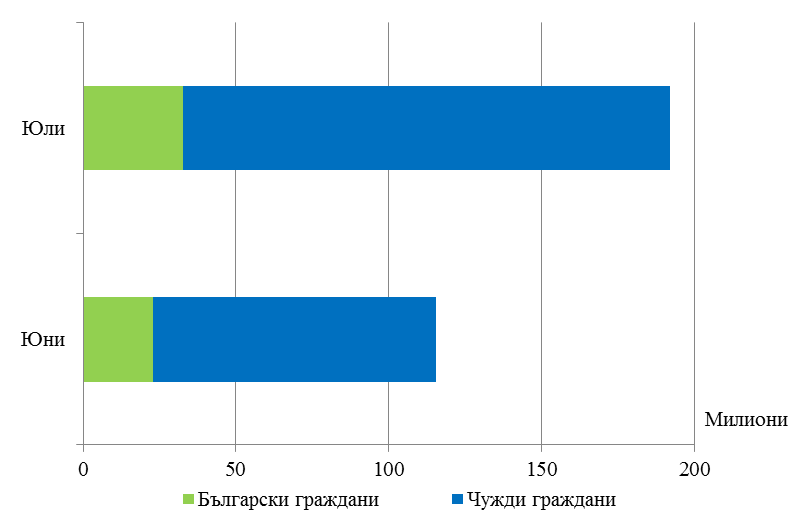 Юли
Юни
Милиони
0 50 100 150 200
Български граждани Чужди граждани